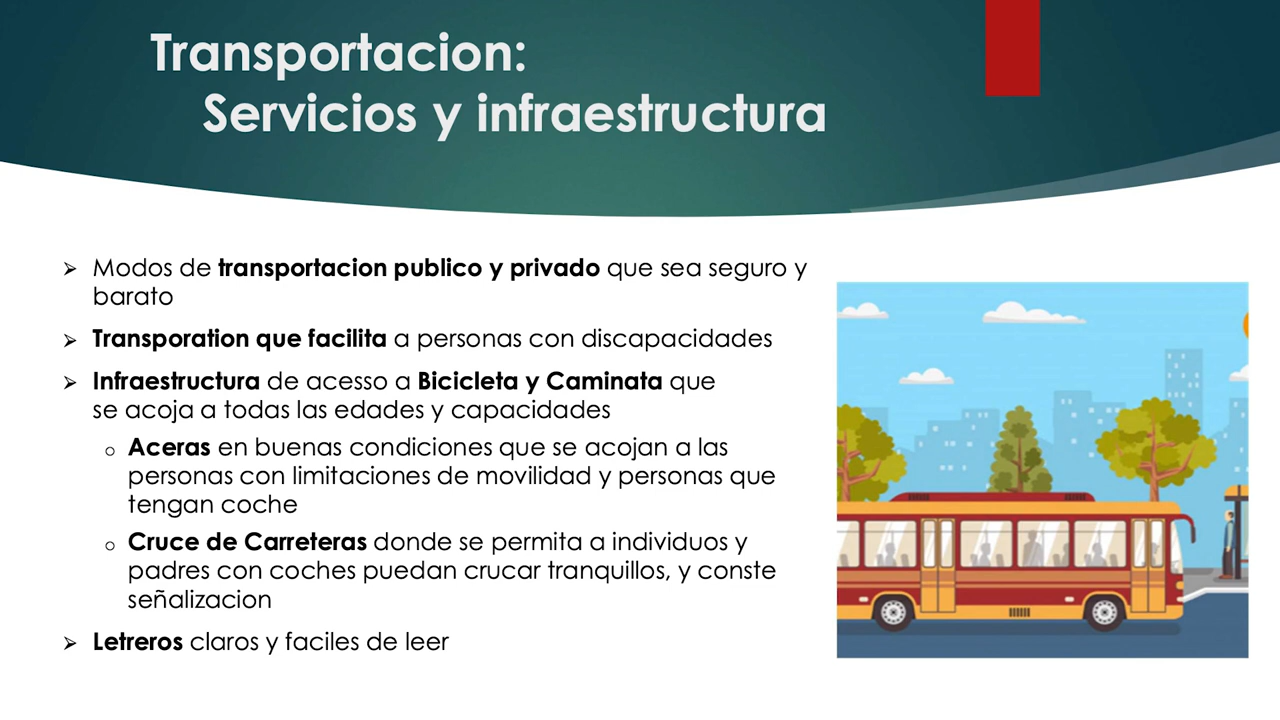 Transportacion:
Servicios y infraestructura
Modos de transportacion publico y privado que sea seguro y
barato
Transporation que facilita a personas con discapacidades
Infraestructura de acesso a Bicicleta y Caminata que
se acoja a todas las edades y capacidades
Aceras en buenas condiciones que se acojan a las
personas con limitaciones de movilidad y personas que
tengan coche
Cruce de Carreteras donde se permita a individuos y
padres con coches puedan crucar tranquillos, y conste
señalizacion
Letreros claros y faciles de leer